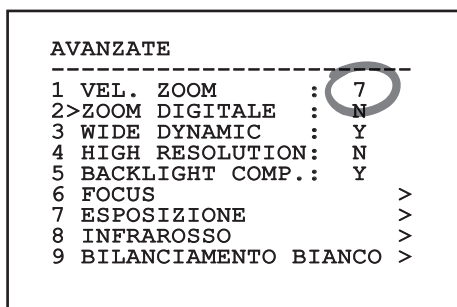 AVANZATE
---------------------------
1 VEL. ZOOM      :  7
2>ZOOM DIGITALE  :  N
3 WIDE DYNAMIC   :  Y
4 HIGH RESOLUTION:  N
5 BACKLIGHT COMP.:  Y
6 FOCUS                 >
7 ESPOSIZIONE           >
8 INFRAROSSO            >
9 BILANCIAMENTO BIANCO >